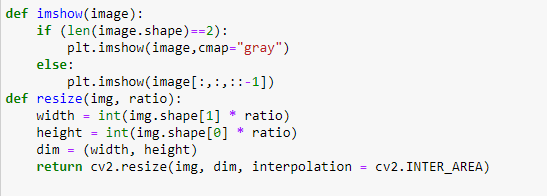 def imshow(image):
    if (len(image.shape)==2):
        plt.imshow(image,cmap="gray")
    else:
        plt.imshow(image[:,:,::-1])
def resize(img, ratio):
    width = int(img.shape[1] * ratio)
    height = int(img.shape[0] * ratio)
    dim = (width, height)
    return cv2.resize(img, dim, interpolation = cv2.INTER_AREA)